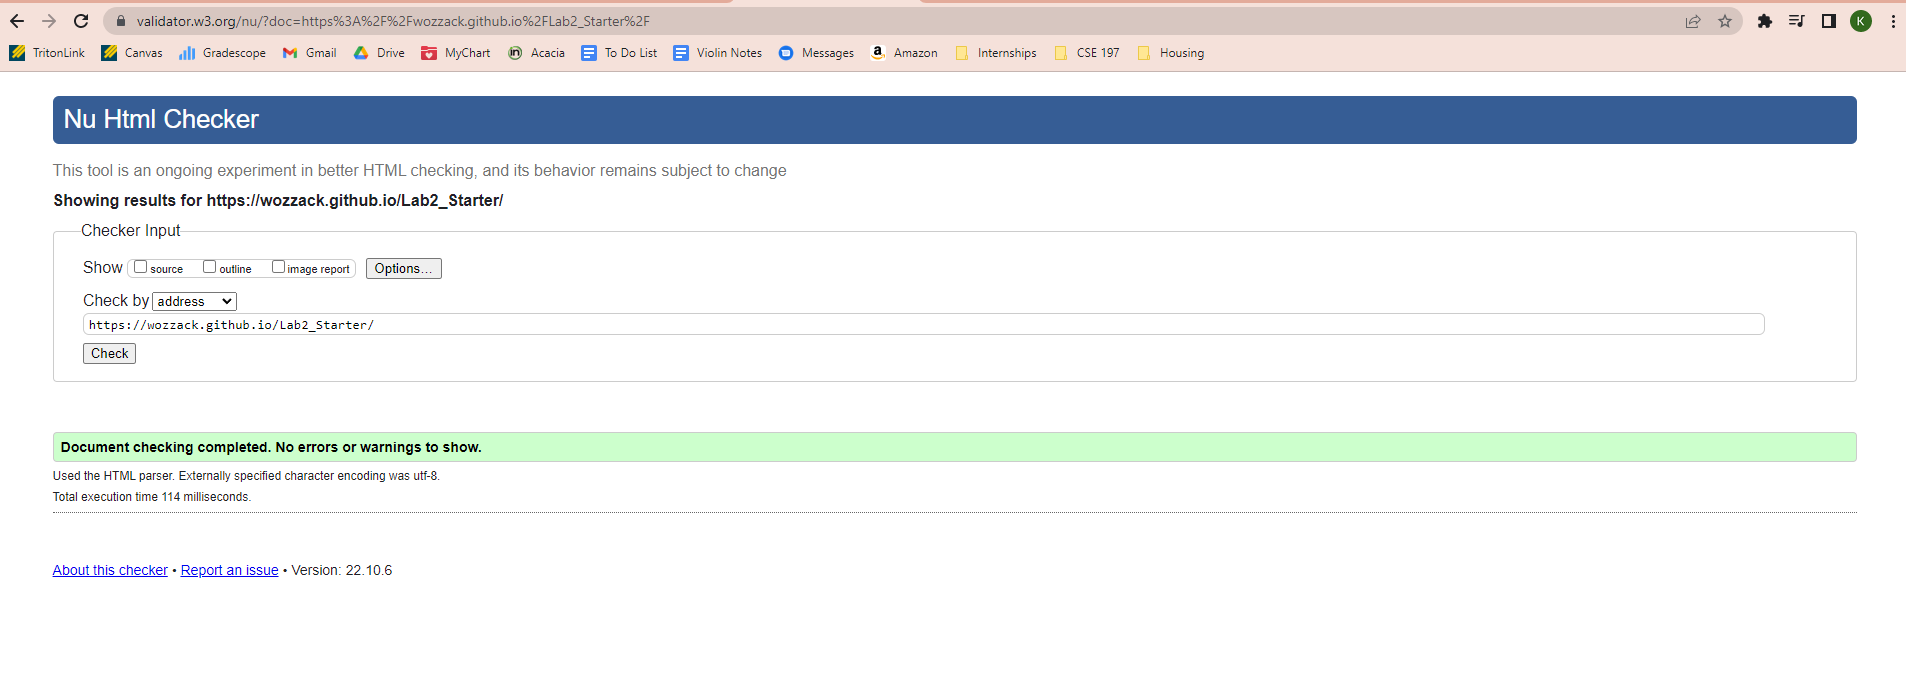 validator.w3.org/nu/?doc=https%3A%2F%2Fwozzack.github.io%2FLab2_Starter%2F
K
TritonLink Canvas Gradescope Gmail Drive MyChart in Acacia To Do List Violin Notes Messages a Amazon Internships CSE 197 Housing
Nu Html Checker
This tool is an ongoing experiment in better HTML checking, and its behavior remains subject to change
Showing results for https://wozzack.github.io/Lab2_Starter/
Checker Input
Show source outline image report Options...
Check by address
https://wozzack.github.io/Lab2_Starter/
Check
Document checking completed. No errors or warnings to show.
Used the HTML parser. Externally specified character encoding was utf-8.
Total execution time 114 milliseconds.
About this checker • Report an issue • Version: 22.10.6